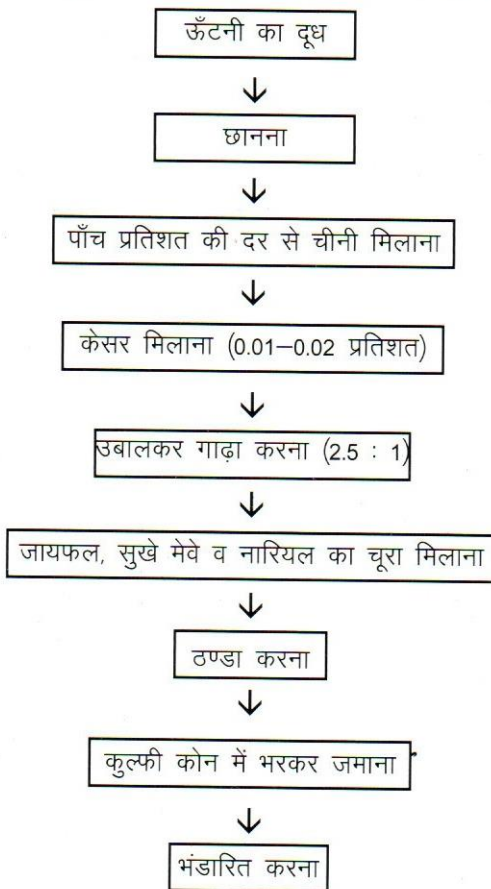 ऊँटनी का दूध
छानना
पाँच प्रतिशत की दर से चीनी मिलाना
केसर मिलाना (0.01–0.02 प्रतिशत)
उबालकर गाढ़ा करना (2.5 : 1)
जायफल, सुखे मेवे व नारियल का चूरा मिलाना
ठण्डा करना
कुल्फी कोन में भरकर जमाना
भंडारित करना